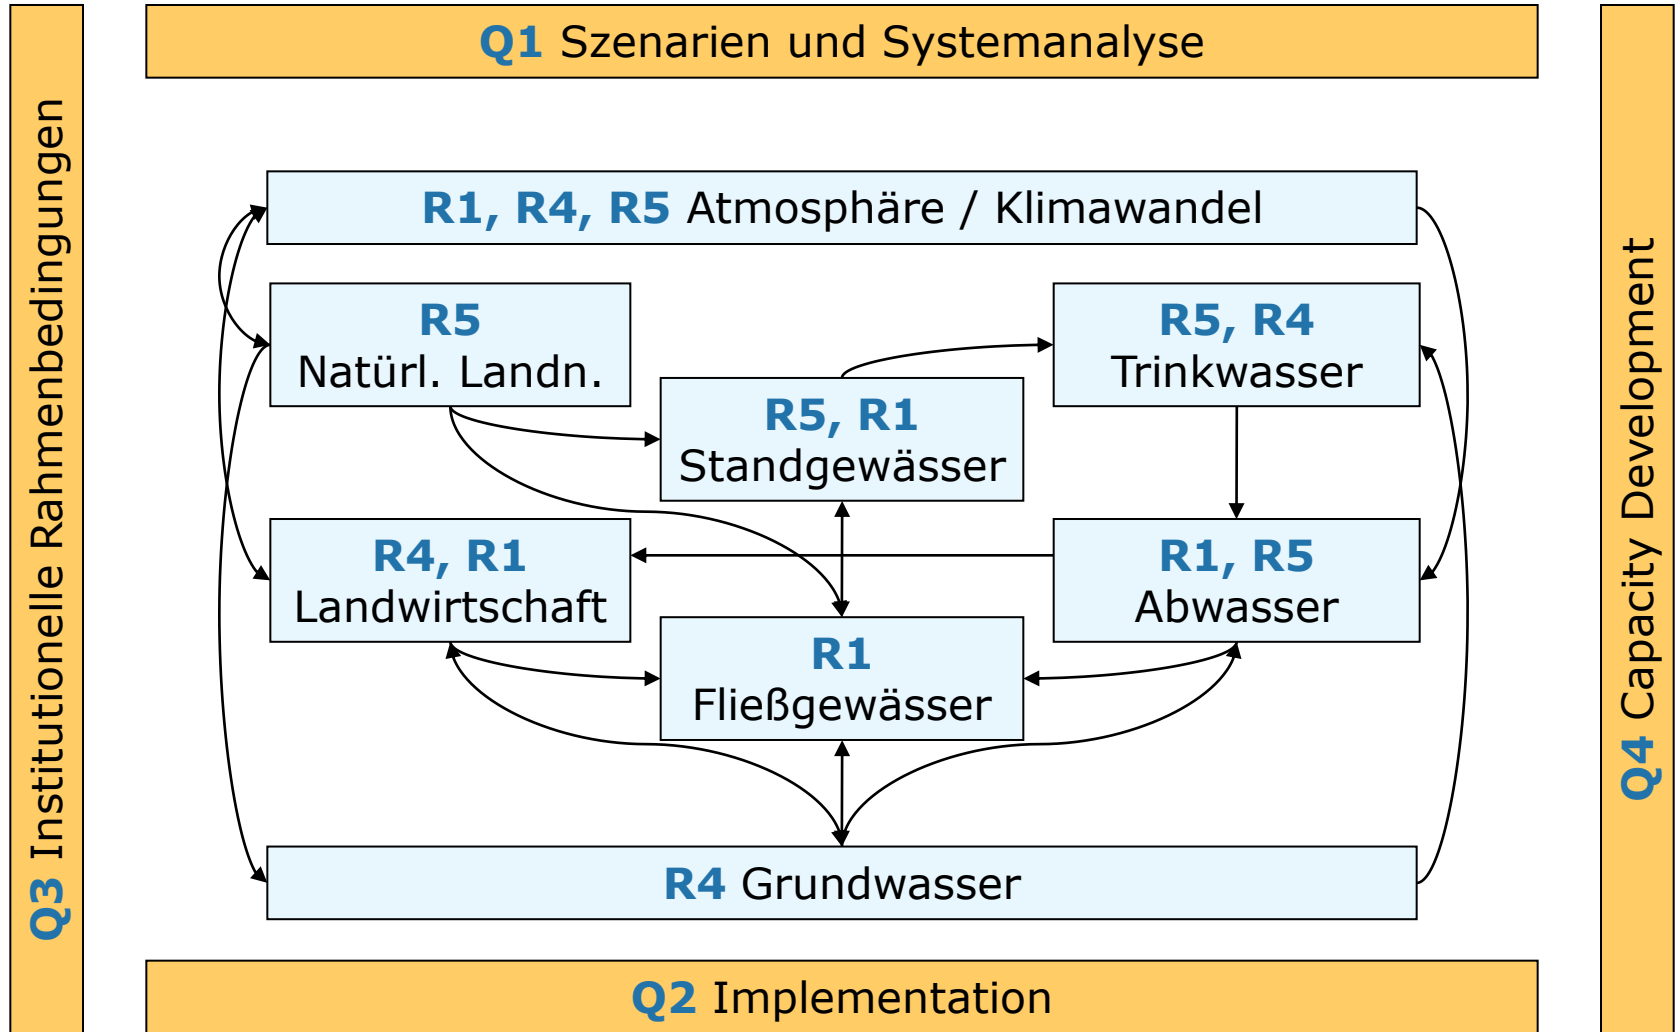 Q1 Szenarien und Systemanalyse
Q3 Institutionelle Rahmenbedingungen
R1, R4, R5 Atmosphäre / Klimawandel
R5
Natürl. Landn.
R5, R1
Standgewässer
R5, R4
Trinkwasser
R4, R1
Landwirtschaft
R1
Fließgewässer
R1, R5
Abwasser
R4 Grundwasser
Q4 Capacity Development
Q2 Implementation